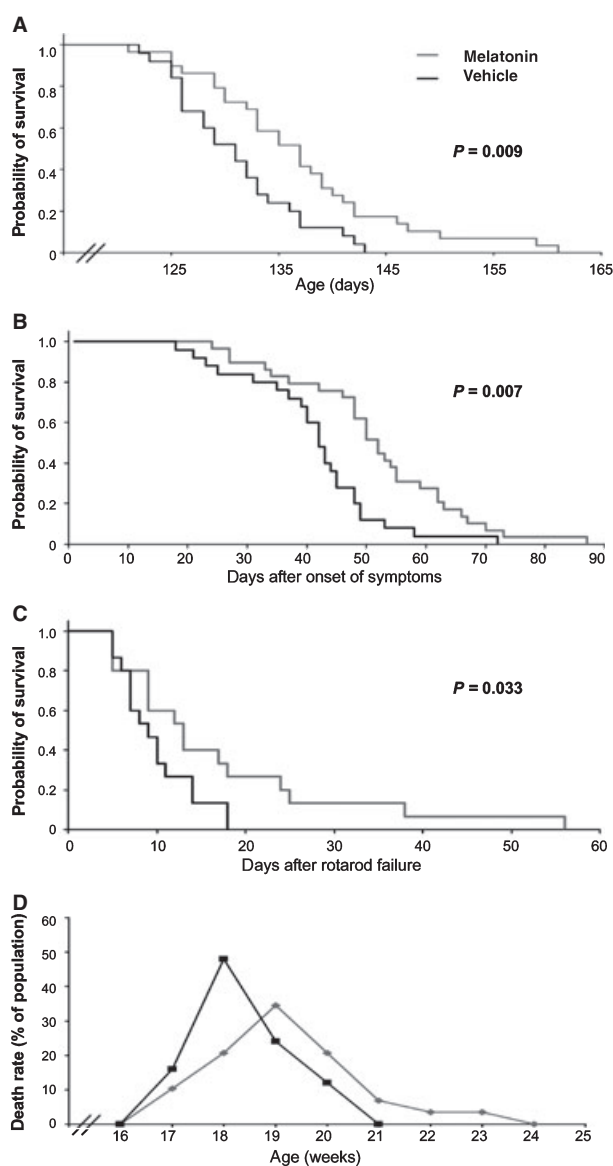 A
Probability of survival
1.0
0.8
0.6
0.4
0.2
0
Melatonin
Vehicle
P = 0.009
125 135 145 155 165
Age (days)
B
Probability of survival
1.0
0.8
0.6
0.4
0.2
0
P = 0.007
0 10 20 30 40 50 60 70 80 90
Days after onset of symptoms
C
Probability of survival
1.0
0.8
0.6
0.4
0.2
0
P = 0.033
0 10 20 30 40 50 60
Days after rotarod failure
D
Death rate (% of population)
60
50
40
30
20
10
0
16 17 18 19 20 21 22 23 24 25
Age (weeks)